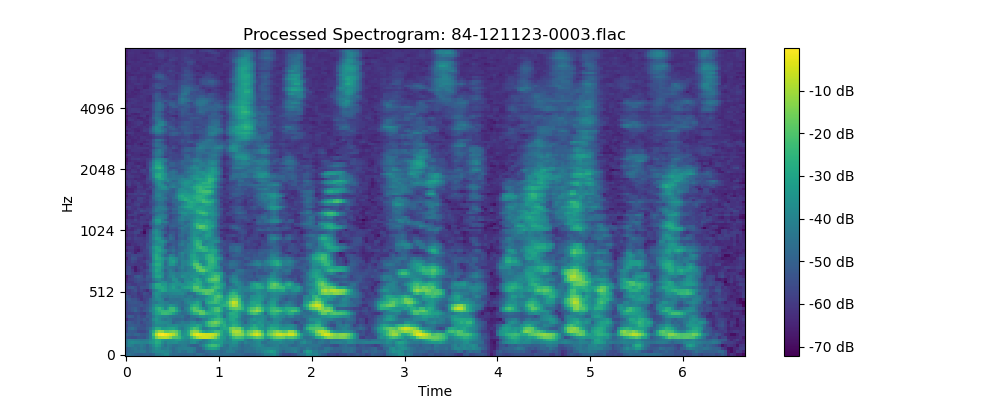 Processed Spectrogram: 84-121123-0003.flac
Hz
4096
2048
1024
512
0
0 1 2 3 4 5 6
Time
-10 dB
-20 dB
-30 dB
-40 dB
-50 dB
-60 dB
-70 dB